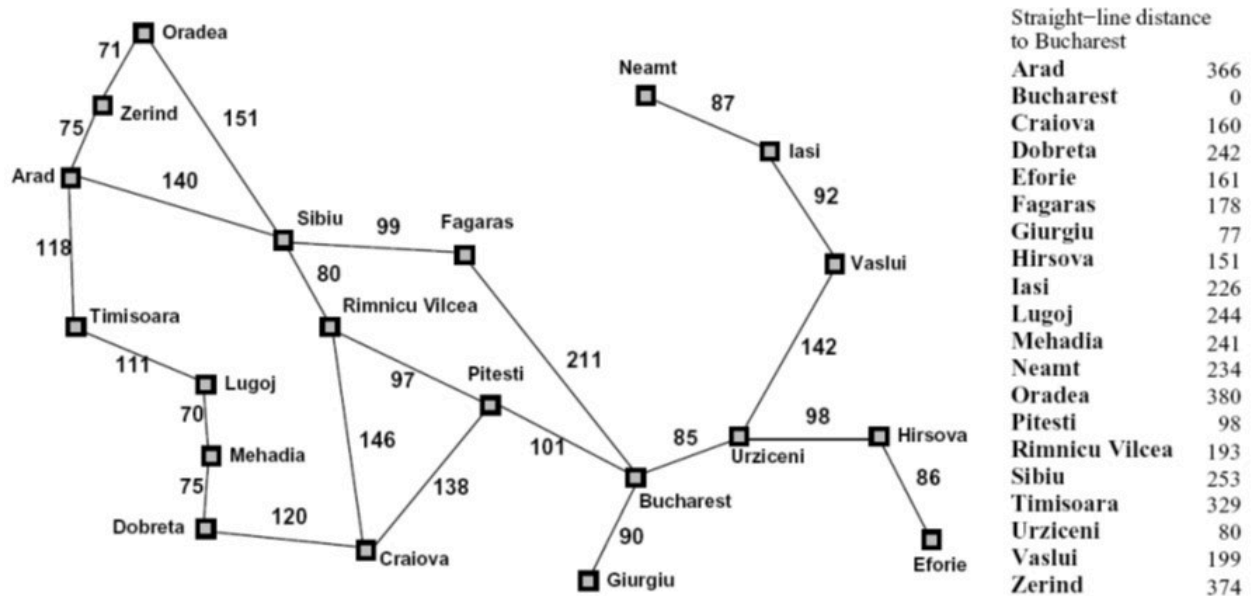 Oradea
71
Neamt
87
Zerind
151
75
Iasi
Arad
140
92
Sibiu
99
Fagaras
118
80
Vaslui
Rimnicu Vilcea
Timisoara
142
111
211
Lugoj
97
Pitesti
70
98
Hirsova
146
85
Mehadia
101
Urziceni
86
75
138
Bucharest
120
Dobreta
90
Craiova
Eforie
Giurgiu
Straight-line distance
to Bucharest
Arad 366
Bucharest 0
Craiova 160
Dobreta 242
Eforie 161
Fagaras 178
Giurgiu 77
Hirsova 151
Iasi 226
Lugoj 244
Mehadia 241
Neamt 234
Oradea 380
Pitesti 98
Rimnicu Vilcea 193
Sibiu 253
Timisoara 329
Urziceni 80
Vaslui 199
Zerind 374